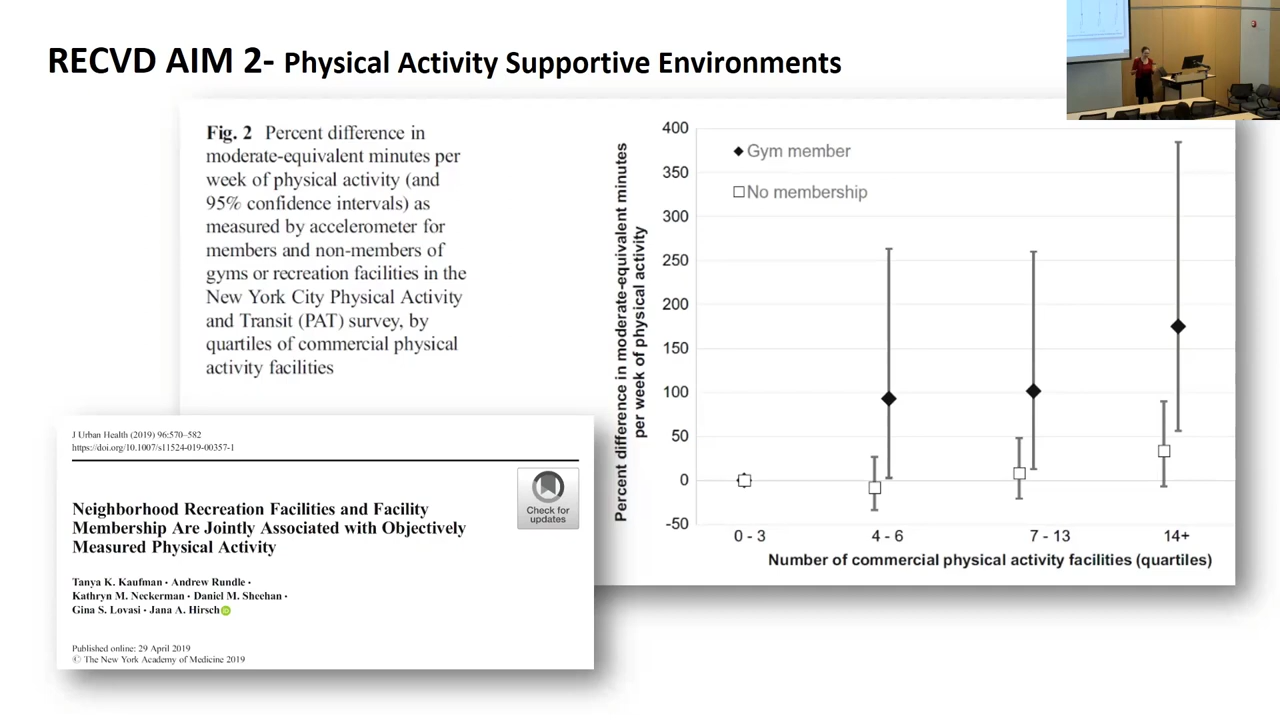 RECVD AIM 2- Physical Activity Supportive Environments
Fig. 2 Percent difference in
moderate-equivalent minutes per
week of physical activity (and
95% confidence intervals) as
measured by accelerometer for
members and non-members of
gyms or recreation facilities in the
New York City Physical Activity
and Transit (PAT) survey, by
quartiles of commercial physical
activity facilities
Percent difference in moderate-equivalent minutes
per week of physical activity
400
350
300
250
200
150
100
50
0
-50
Gym member
No membership
0 - 3
4 - 6
7 - 13
14+
Number of commercial physical activity facilities (quartiles)
J Urban Health (2019) 96:570–582
https://doi.org/10.1007/s11524-019-00357-1
Check for
updates
Neighborhood Recreation Facilities and Facility
Membership Are Jointly Associated with Objectively
Measured Physical Activity
Tanya K. Kaufman · Andrew Rundle ·
Kathryn M. Neckerman · Daniel M. Sheehan ·
Gina S. Lovasi · Jana A. Hirsch
Published online: 29 April 2019
© The New York Academy of Medicine 2019